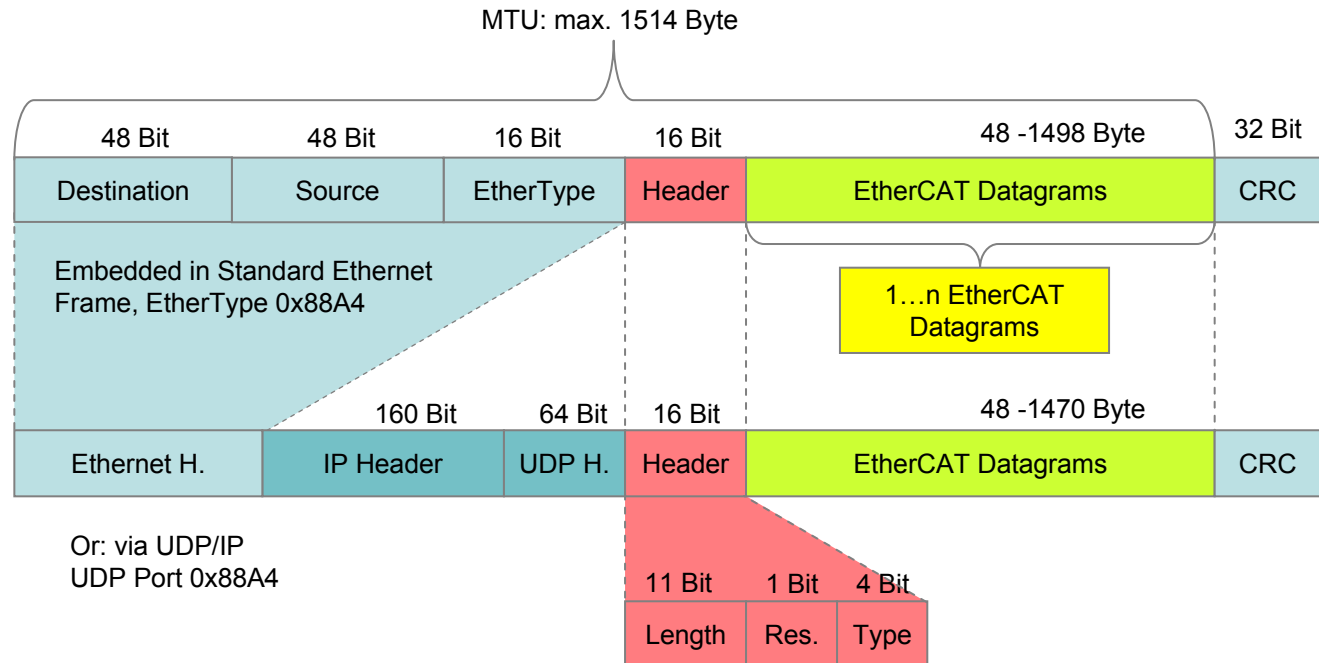 MTU: max. 1514 Byte
48 Bit 48 Bit 16 Bit 16 Bit 48 -1498 Byte 32 Bit
Destination Source EtherType Header EtherCAT Datagrams CRC
Embedded in Standard Ethernet
Frame, EtherType 0x88A4
1…n EtherCAT
Datagrams
160 Bit 64 Bit 16 Bit 48 -1470 Byte
Ethernet H. IP Header UDP H. Header EtherCAT Datagrams CRC
Or: via UDP/IP
UDP Port 0x88A4
11 Bit 1 Bit 4 Bit
Length Res. Type